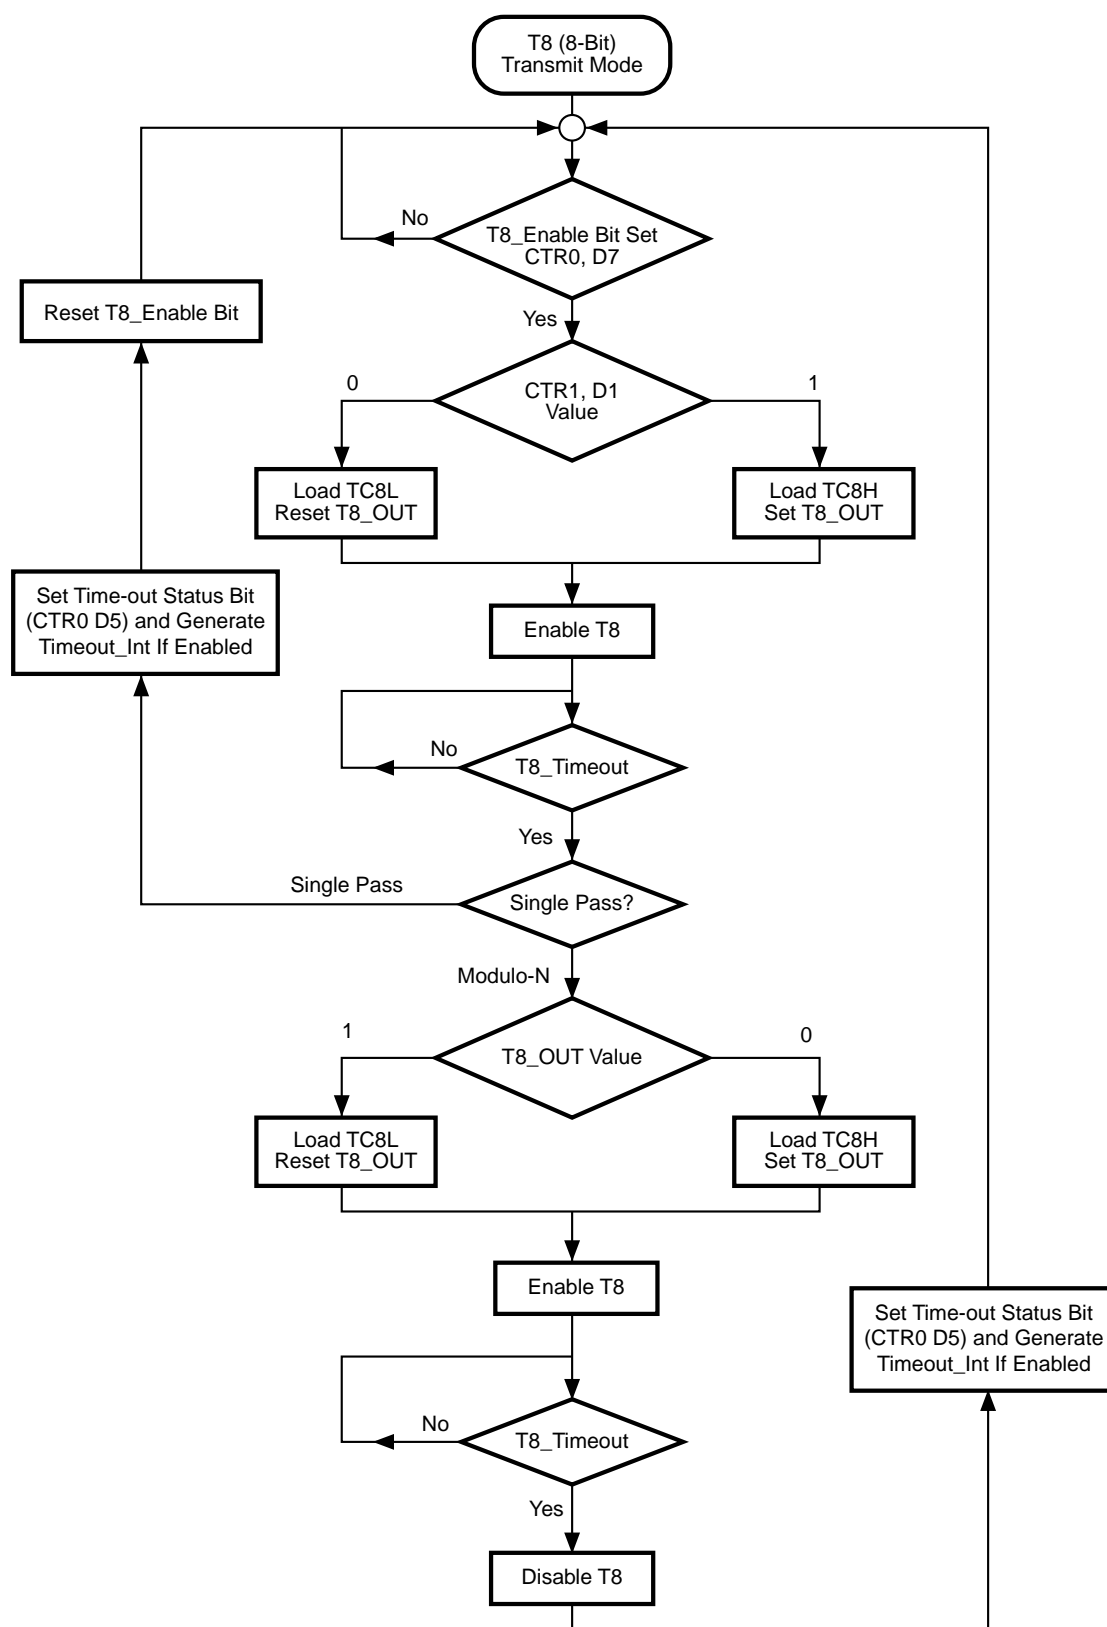 T8 (8-Bit)
Transmit Mode
No
T8_Enable Bit Set
CTR0, D7
Reset T8_Enable Bit
Yes
0
CTR1, D1
Value
1
Load TC8L
Reset T8_OUT
Load TC8H
Set T8_OUT
Set Time-out Status Bit
(CTR0 D5) and Generate
Timeout_Int If Enabled
Enable T8
No
T8_Timeout
Yes
Single Pass
Single Pass?
Modulo-N
1
T8_OUT Value
0
Load TC8L
Reset T8_OUT
Load TC8H
Set T8_OUT
Enable T8
Set Time-out Status Bit
(CTR0 D5) and Generate
Timeout_Int If Enabled
No
T8_Timeout
Yes
Disable T8